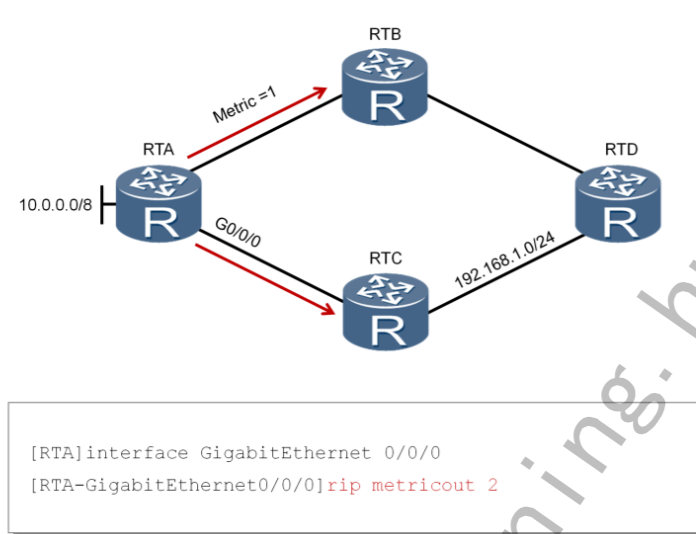 RTB
Metric =1
RTA
RTD
10.0.0.0/8
G0/0/0
RTC
192.168.1.0/24
R
R
R
R
[RTA]interface GigabitEthernet 0/0/0
[RTA-GigabitEthernet0/0/0]rip metricout 2
ning.